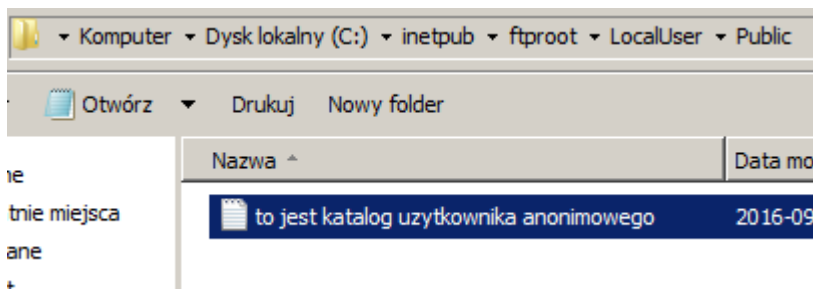 Komputer Dysk lokalny (C:) inetpub ftproot LocalUser Public
Otwórz Drukuj Nowy folder
Nazwa Data mo
ne
tnie miejsca
to jest katalog uzytkownika anonimowego 2016-09
ane